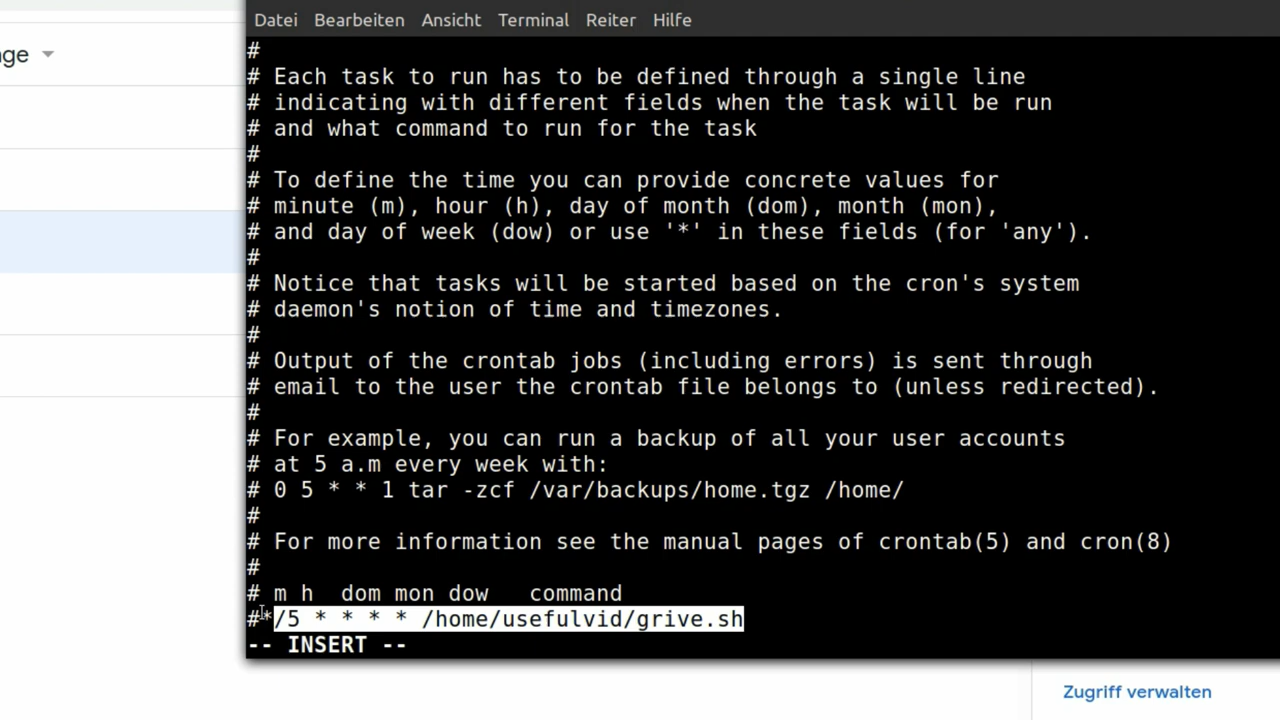 Datei Bearbeiten Ansicht Terminal Reiter Hilfe
#
# Each task to run has to be defined through a single line
# indicating with different fields when the task will be run
# and what command to run for the task
#
# To define the time you can provide concrete values for
# minute (m), hour (h), day of month (dom), month (mon),
# and day of week (dow) or use '*' in these fields (for 'any').
#
# Notice that tasks will be started based on the cron's system
# daemon's notion of time and timezones.
#
# Output of the crontab jobs (including errors) is sent through
# email to the user the crontab file belongs to (unless redirected).
#
# For example, you can run a backup of all your user accounts
# at 5 a.m every week with:
# 0 5 * * 1 tar -zcf /var/backups/home.tgz /home/
#
# For more information see the manual pages of crontab(5) and cron(8)
#
# m h  dom mon dow   command
#*/5 * * * * /home/usefulvid/grive.sh
-- INSERT --
Zugriff verwalten